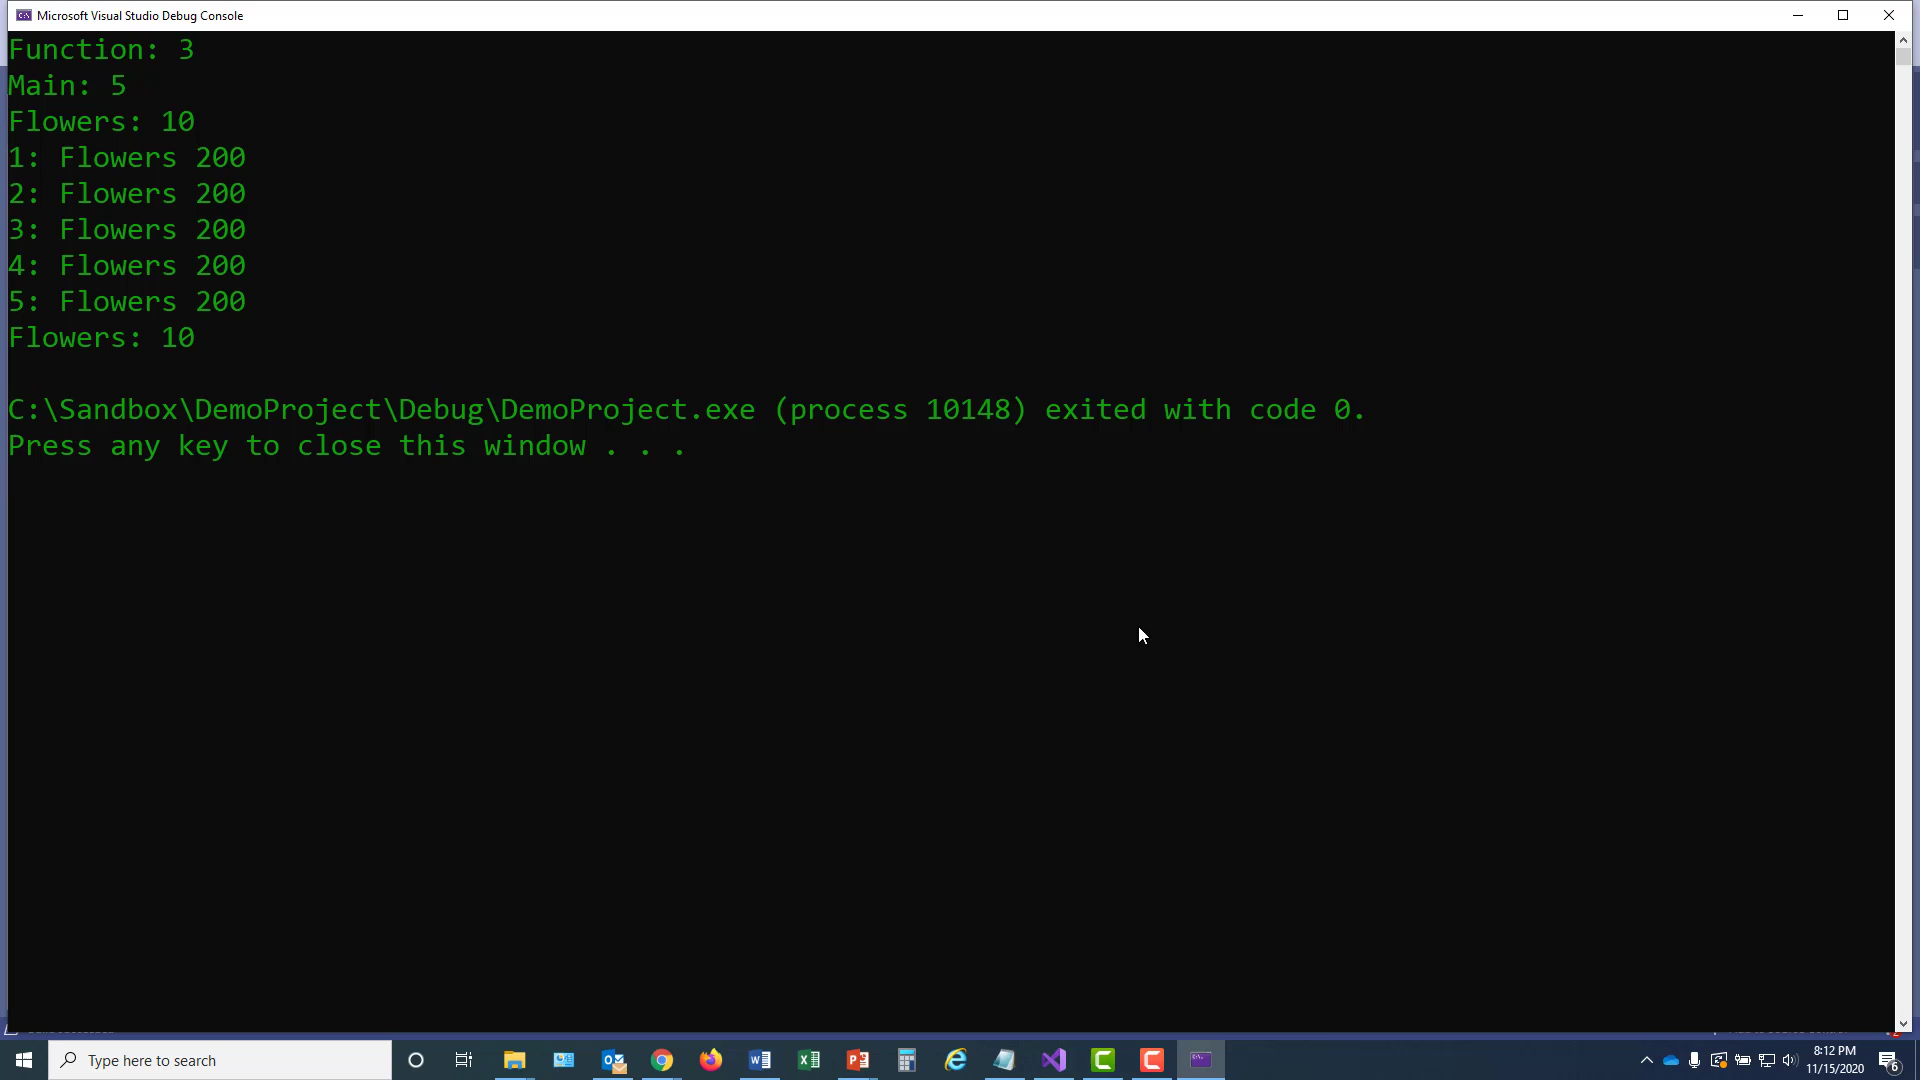 Microsoft Visual Studio Debug Console
Function: 3
Main: 5
Flowers: 10
1: Flowers 200
2: Flowers 200
3: Flowers 200
4: Flowers 200
5: Flowers 200
Flowers: 10
C:\Sandbox\DemoProject\Debug\DemoProject.exe (process 10148) exited with code 0.
Press any key to close this window . . .
Type here to search
8:12 PM
11/15/2020
6